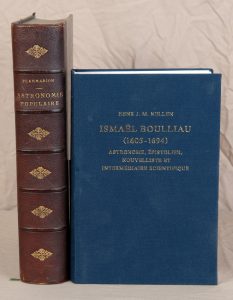 FLAMMARION
ASTRONOMIE
POPULAIRE
HENK J. M. NELLEN
ISMAËL BOULLIAU
(1605-1694)
ASTRONOME, ÉPISTOLIER,
NOUVELLISTE ET
INTERMÉDIAIRE SCIENTIFIQUE